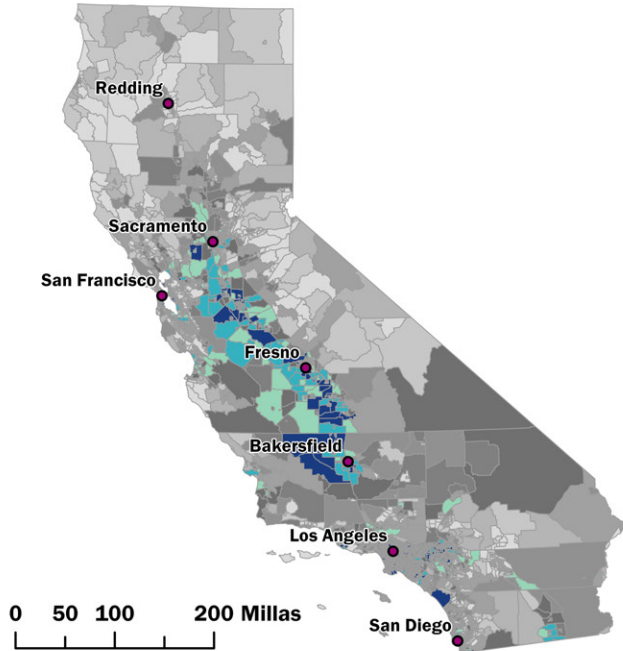 Redding
Sacramento
San Francisco
Fresno
Bakersfield
Los Angeles
San Diego
0 50 100 200 Millas